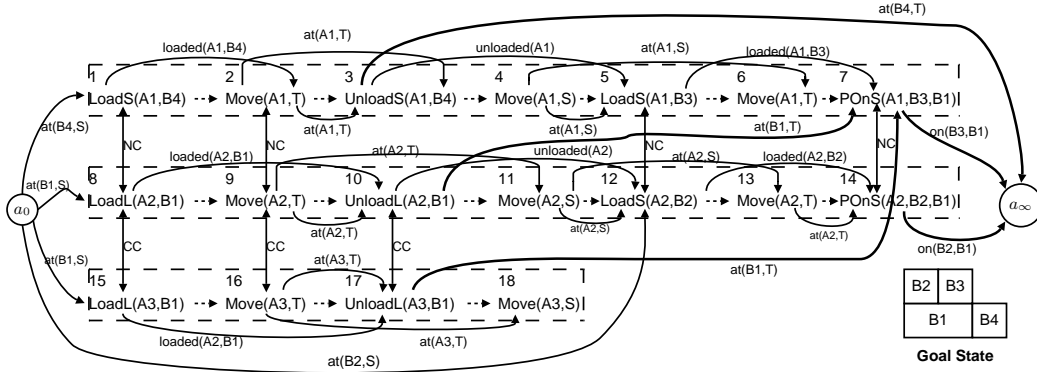 at(B4,T)
at(A1,T) unloaded(A1) at(A1,S)
loaded(A1,B4) loaded(A1,B3)
1 2 3 4 5 6 7
LoadS(A1,B4) Move(A1,T) UnloadS(A1,B4) Move(A1,S) LoadS(A1,B3) Move(A1,T) POnS(A1,B3,B1)
at(B4,S) at(A1,T) at(A1,S) at(B1,T)
on(B3,B1)
NC NC NC NC
loaded(A2,B1) at(A2,T) unloaded(A2) at(A2,S) loaded(A2,B2)
at(B1,S)
8 9 10 11 12 13 14
LoadL(A2,B1) Move(A2,T) UnloadL(A2,B1) Move(A2,S) LoadS(A2,B2) Move(A2,T) POnS(A2,B2,B1)
a0 a∞
at(A2,T) at(A2,S) at(A2,T)
CC CC CC
on(B2,B1)
at(B1,S) at(A3,T) at(B1,T)
15 16 17 18
LoadL(A3,B1) Move(A3,T) UnloadL(A3,B1) Move(A3,S)
loaded(A2,B1) at(A3,T)
at(B2,S)
B2 B3
B1 B4
Goal State